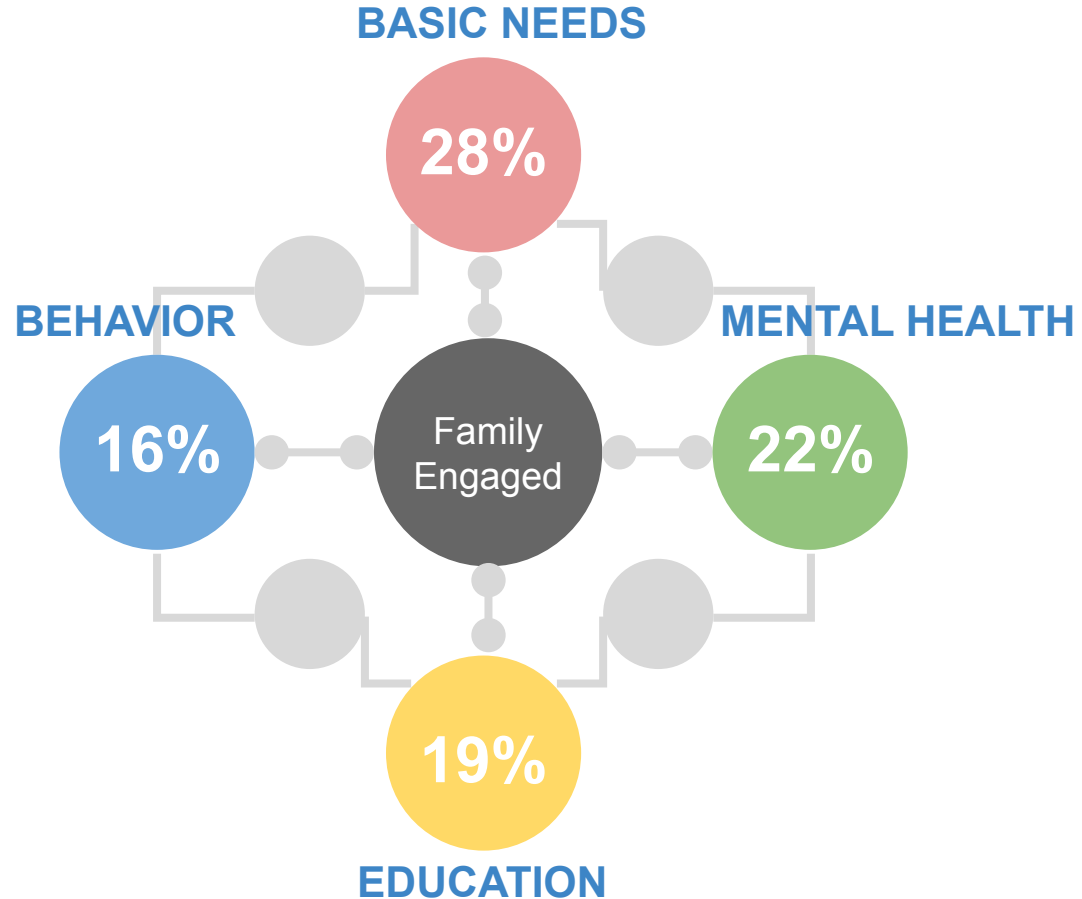 BASIC NEEDS
28%
BEHAVIOR
MENTAL HEALTH
16%
Family
Engaged
22%
19%
EDUCATION